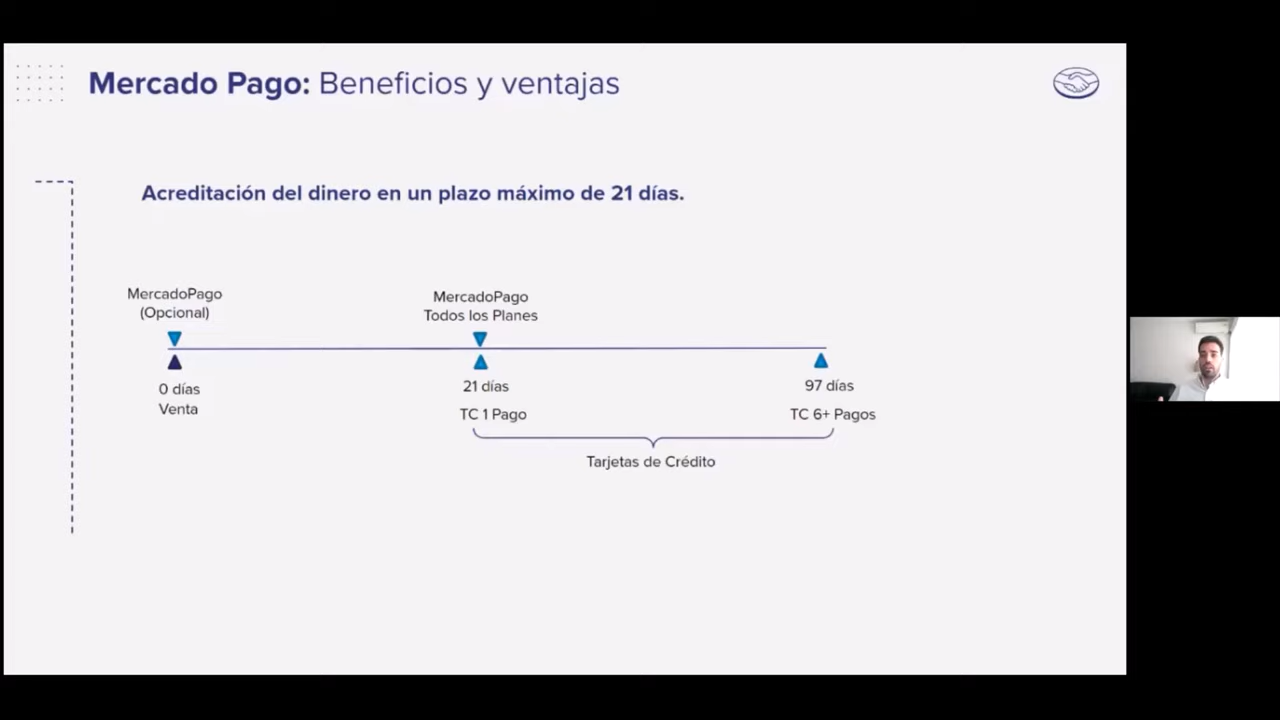 Mercado Pago: Beneficios y ventajas
Acreditación del dinero en un plazo máximo de 21 días.
MercadoPago
(Opcional)
MercadoPago
Todos los Planes
0 días
Venta
21 días
TC 1 Pago
97 días
TC 6+ Pagos
Tarjetas de Crédito